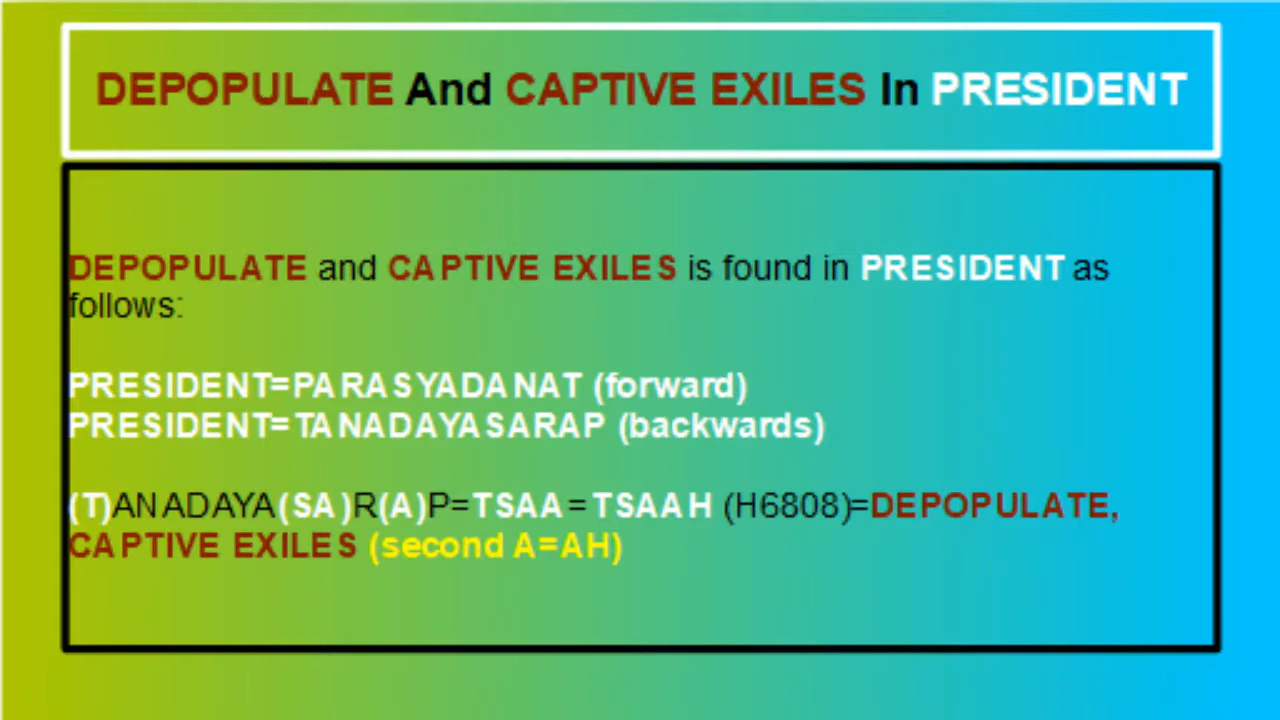 DEPOPULATE And CAPTIVE EXILES In PRESIDENT
DEPOPULATE and CAPTIVE EXILES is found in PRESIDENT as
follows:
PRESIDENT=PARASYADANAT (forward)
PRESIDENT=TANADAYASARAP (backwards)
(T)ANADAYA(SA)R(A)P=TSAA=TSAAH (H6808)=DEPOPULATE,
CAPTIVE EXILES (second A=AH)